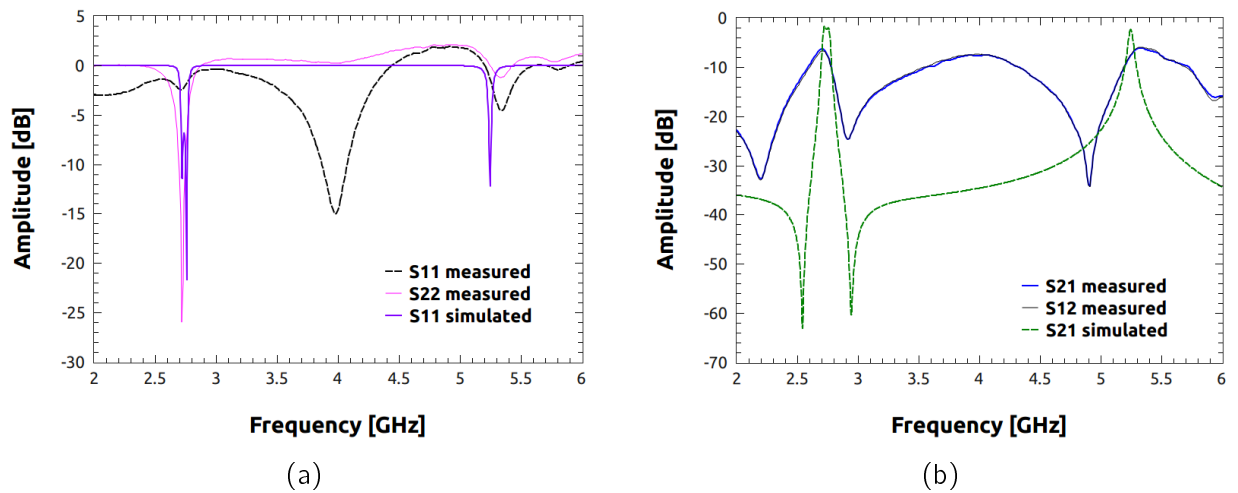 5
0
-5
-10
-15
-20
-25
-30
2 2.5 3 3.5 4 4.5 5 5.5 6
Amplitude [dB]
Frequency [GHz]
S11 measured
S22 measured
S11 simulated
(a)
0
-10
-20
-30
-40
-50
-60
-70
2 2.5 3 3.5 4 4.5 5 5.5 6
Amplitude [dB]
Frequency [GHz]
S21 measured
S12 measured
S21 simulated
(b)